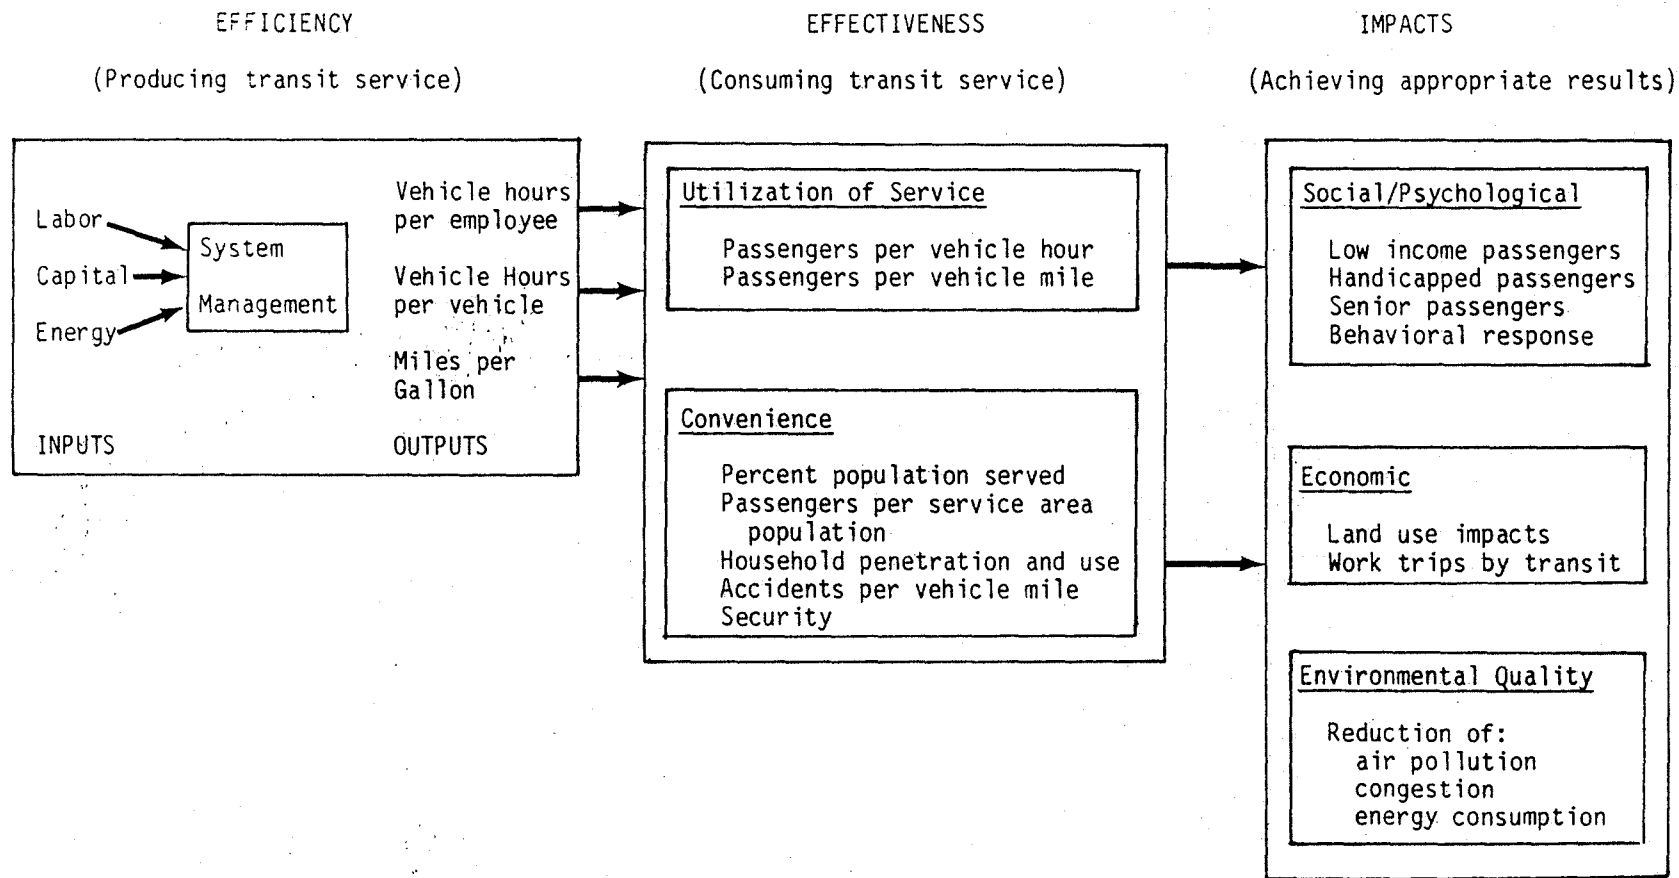 EFFICIENCY
(Producing transit service)
Labor
Capital
Energy
System
Management
Vehicle hours
per employee
Vehicle Hours
per vehicle
Miles per
Gallon
INPUTS
OUTPUTS
EFFECTIVENESS
(Consuming transit service)
Utilization of Service
Passengers per vehicle hour
Passengers per vehicle mile
Convenience
Percent population served
Passengers per service area
population
Household penetration and use
Accidents per vehicle mile
Security
IMPACTS
(Achieving appropriate results)
Social/Psychological
Low income passengers
Handicapped passengers
Senior passengers
Behavioral response
Economic
Land use impacts
Work trips by transit
Environmental Quality
Reduction of:
air pollution
congestion
energy consumption